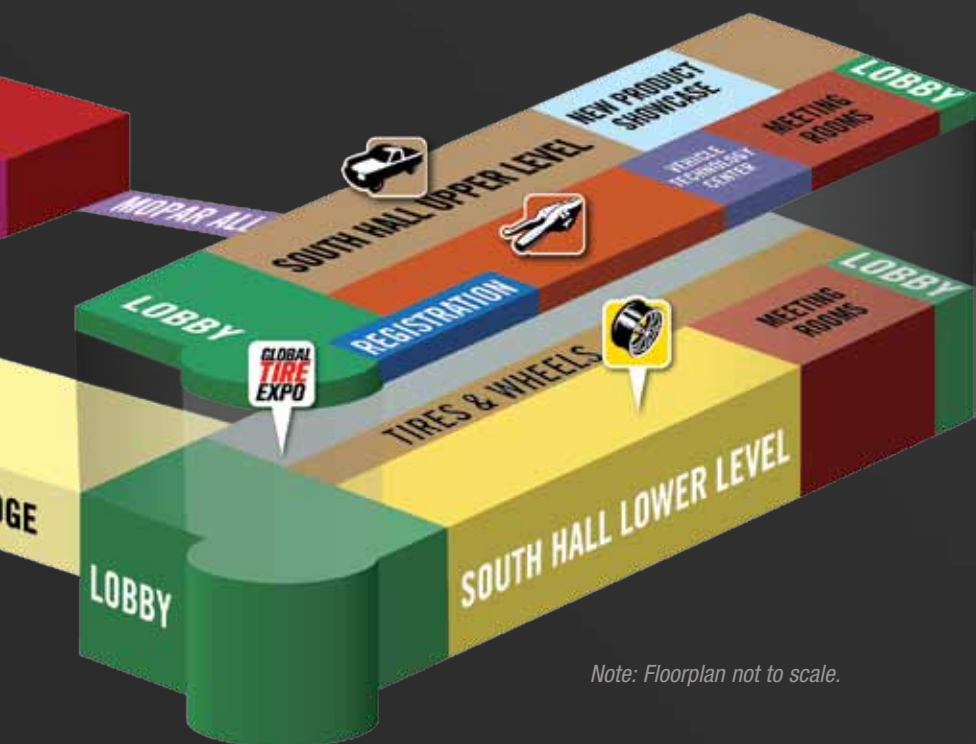 LOBBY
NEW PRODUCT
SHOWCASE
MEETING
ROOMS
VEHICLE
TECHNOLOGY
CENTER
SOUTH HALL UPPER LEVEL
MOPAR ALL
LOBBY
REGISTRATION
LOBBY
MEETING
ROOMS
GLOBAL
TIRE
EXPO
TIRES & WHEELS
SOUTH HALL LOWER LEVEL
LOBBY
Note: Floorplan not to scale.